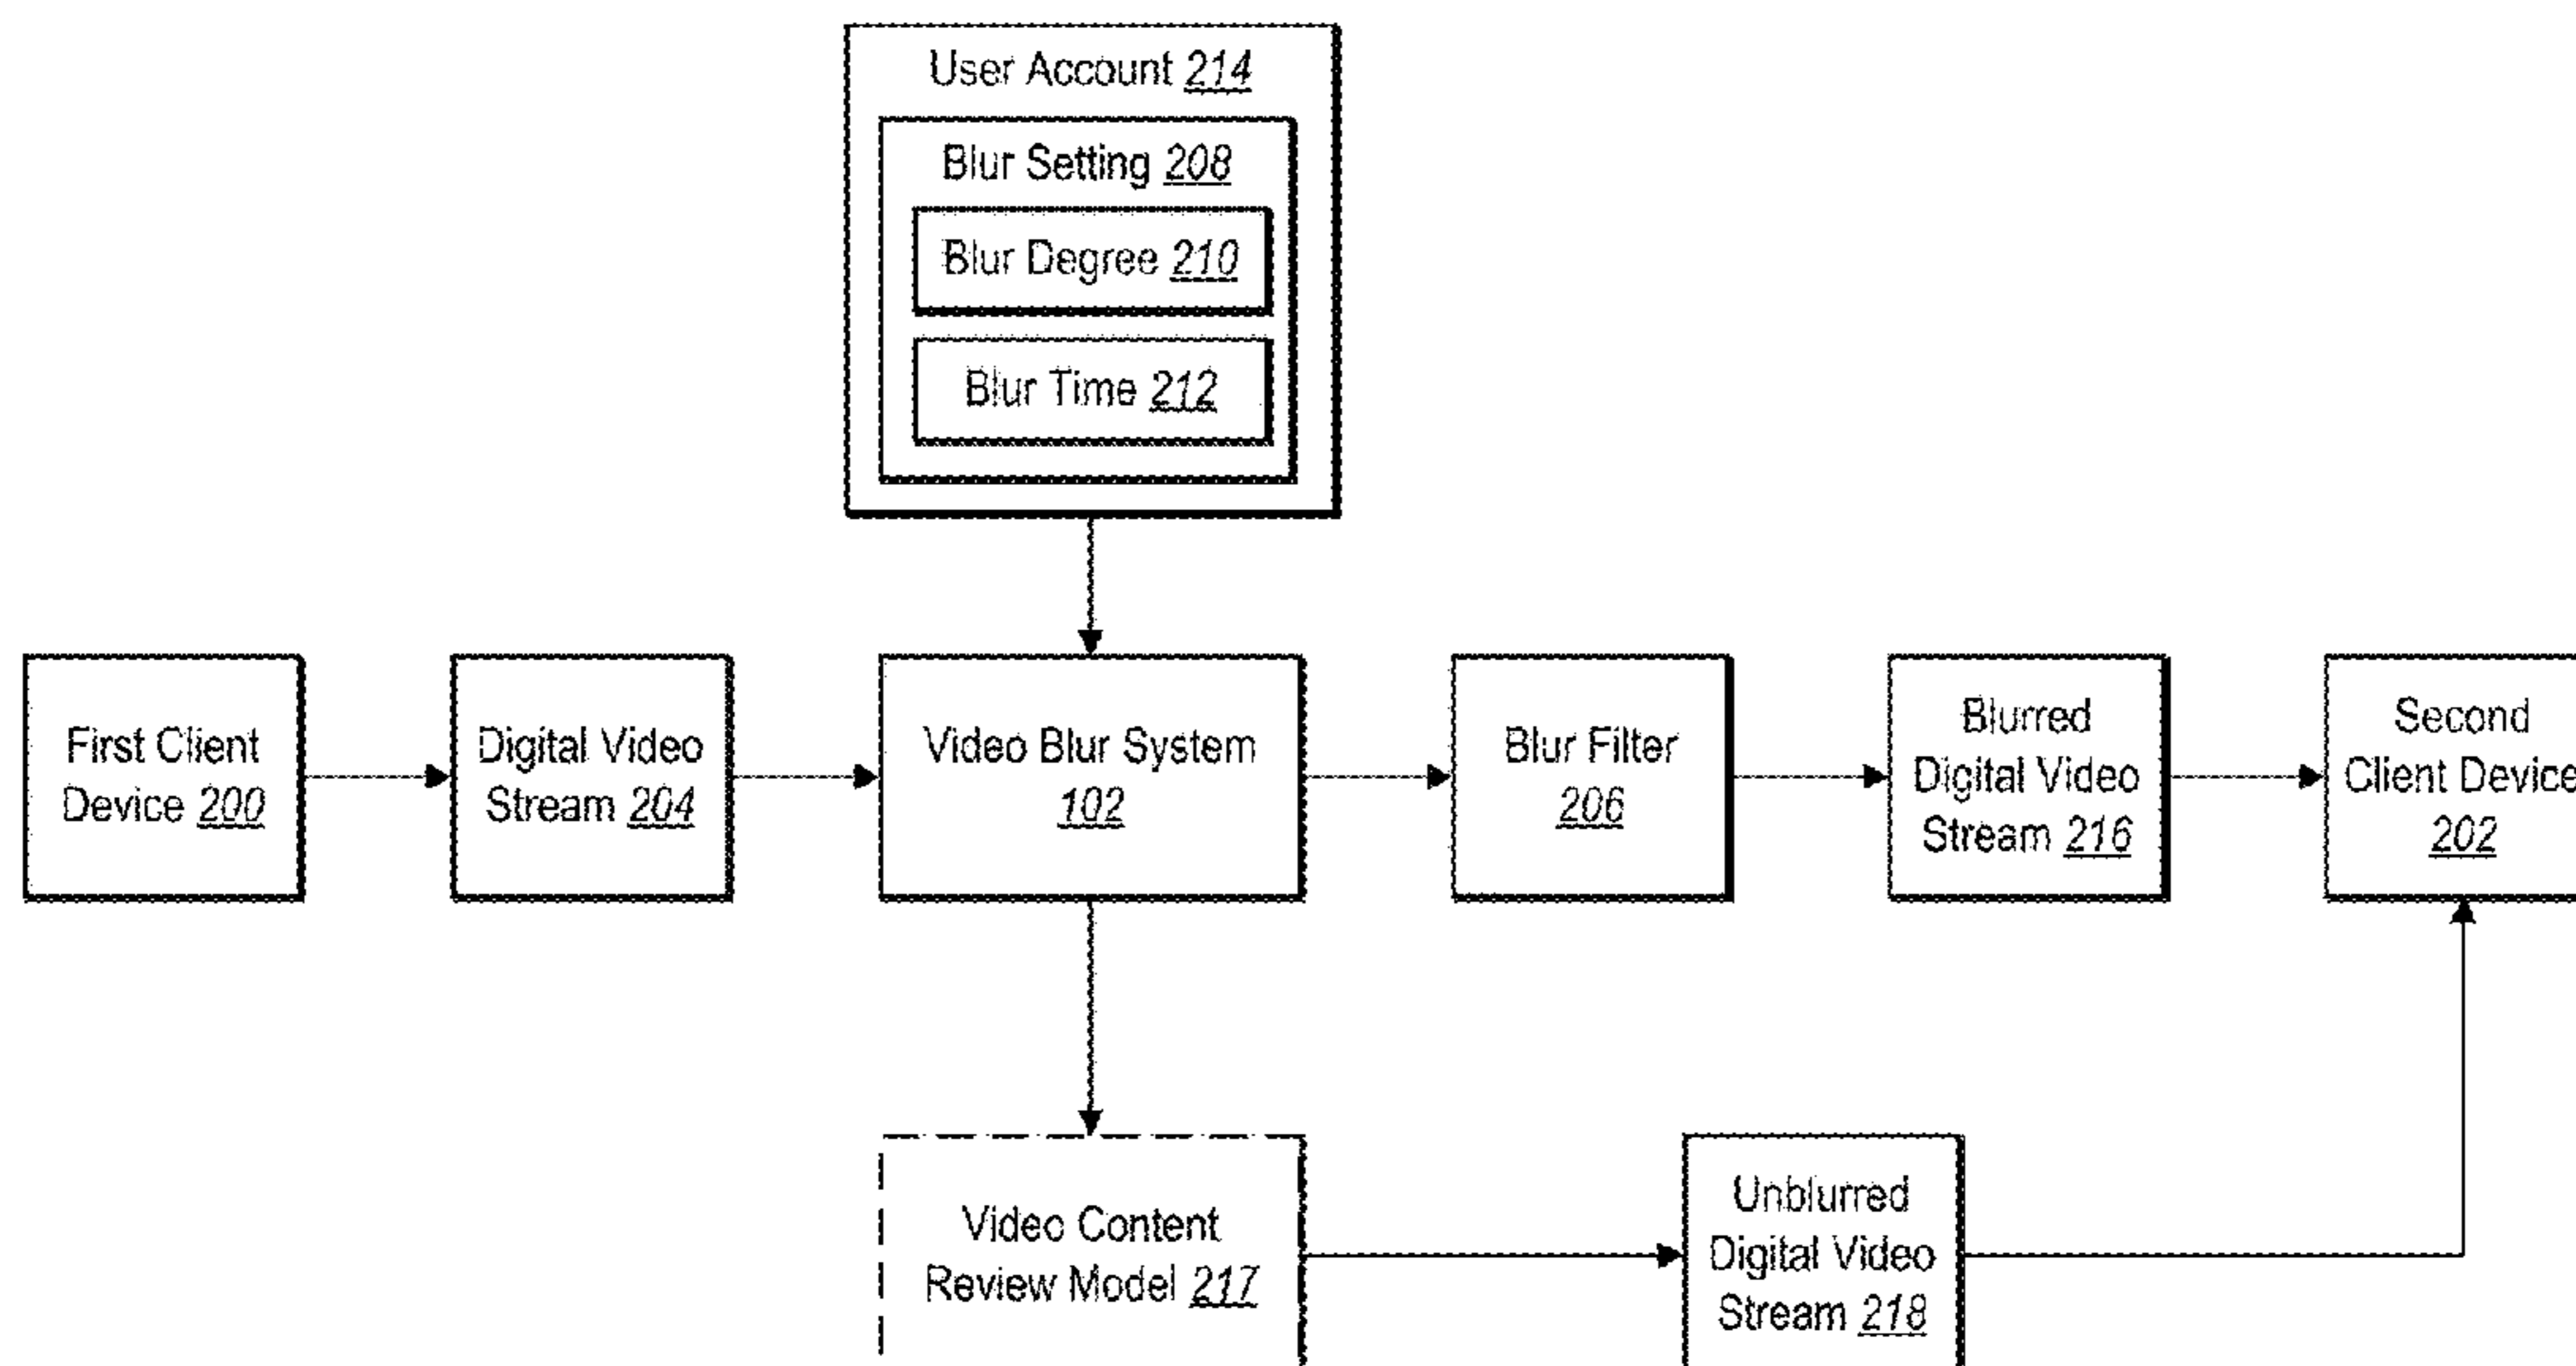 User Account 214
Blur Setting 208
Blur Degree 210
Blur Time 212
First Client
Device 200
Digital Video
Stream 204
Video Blur System
102
Blur Filter
206
Blurred
Digital Video
Stream 216
Second
Client Device
202
Video Content
Review Model 217
Unblurred
Digital Video
Stream 218